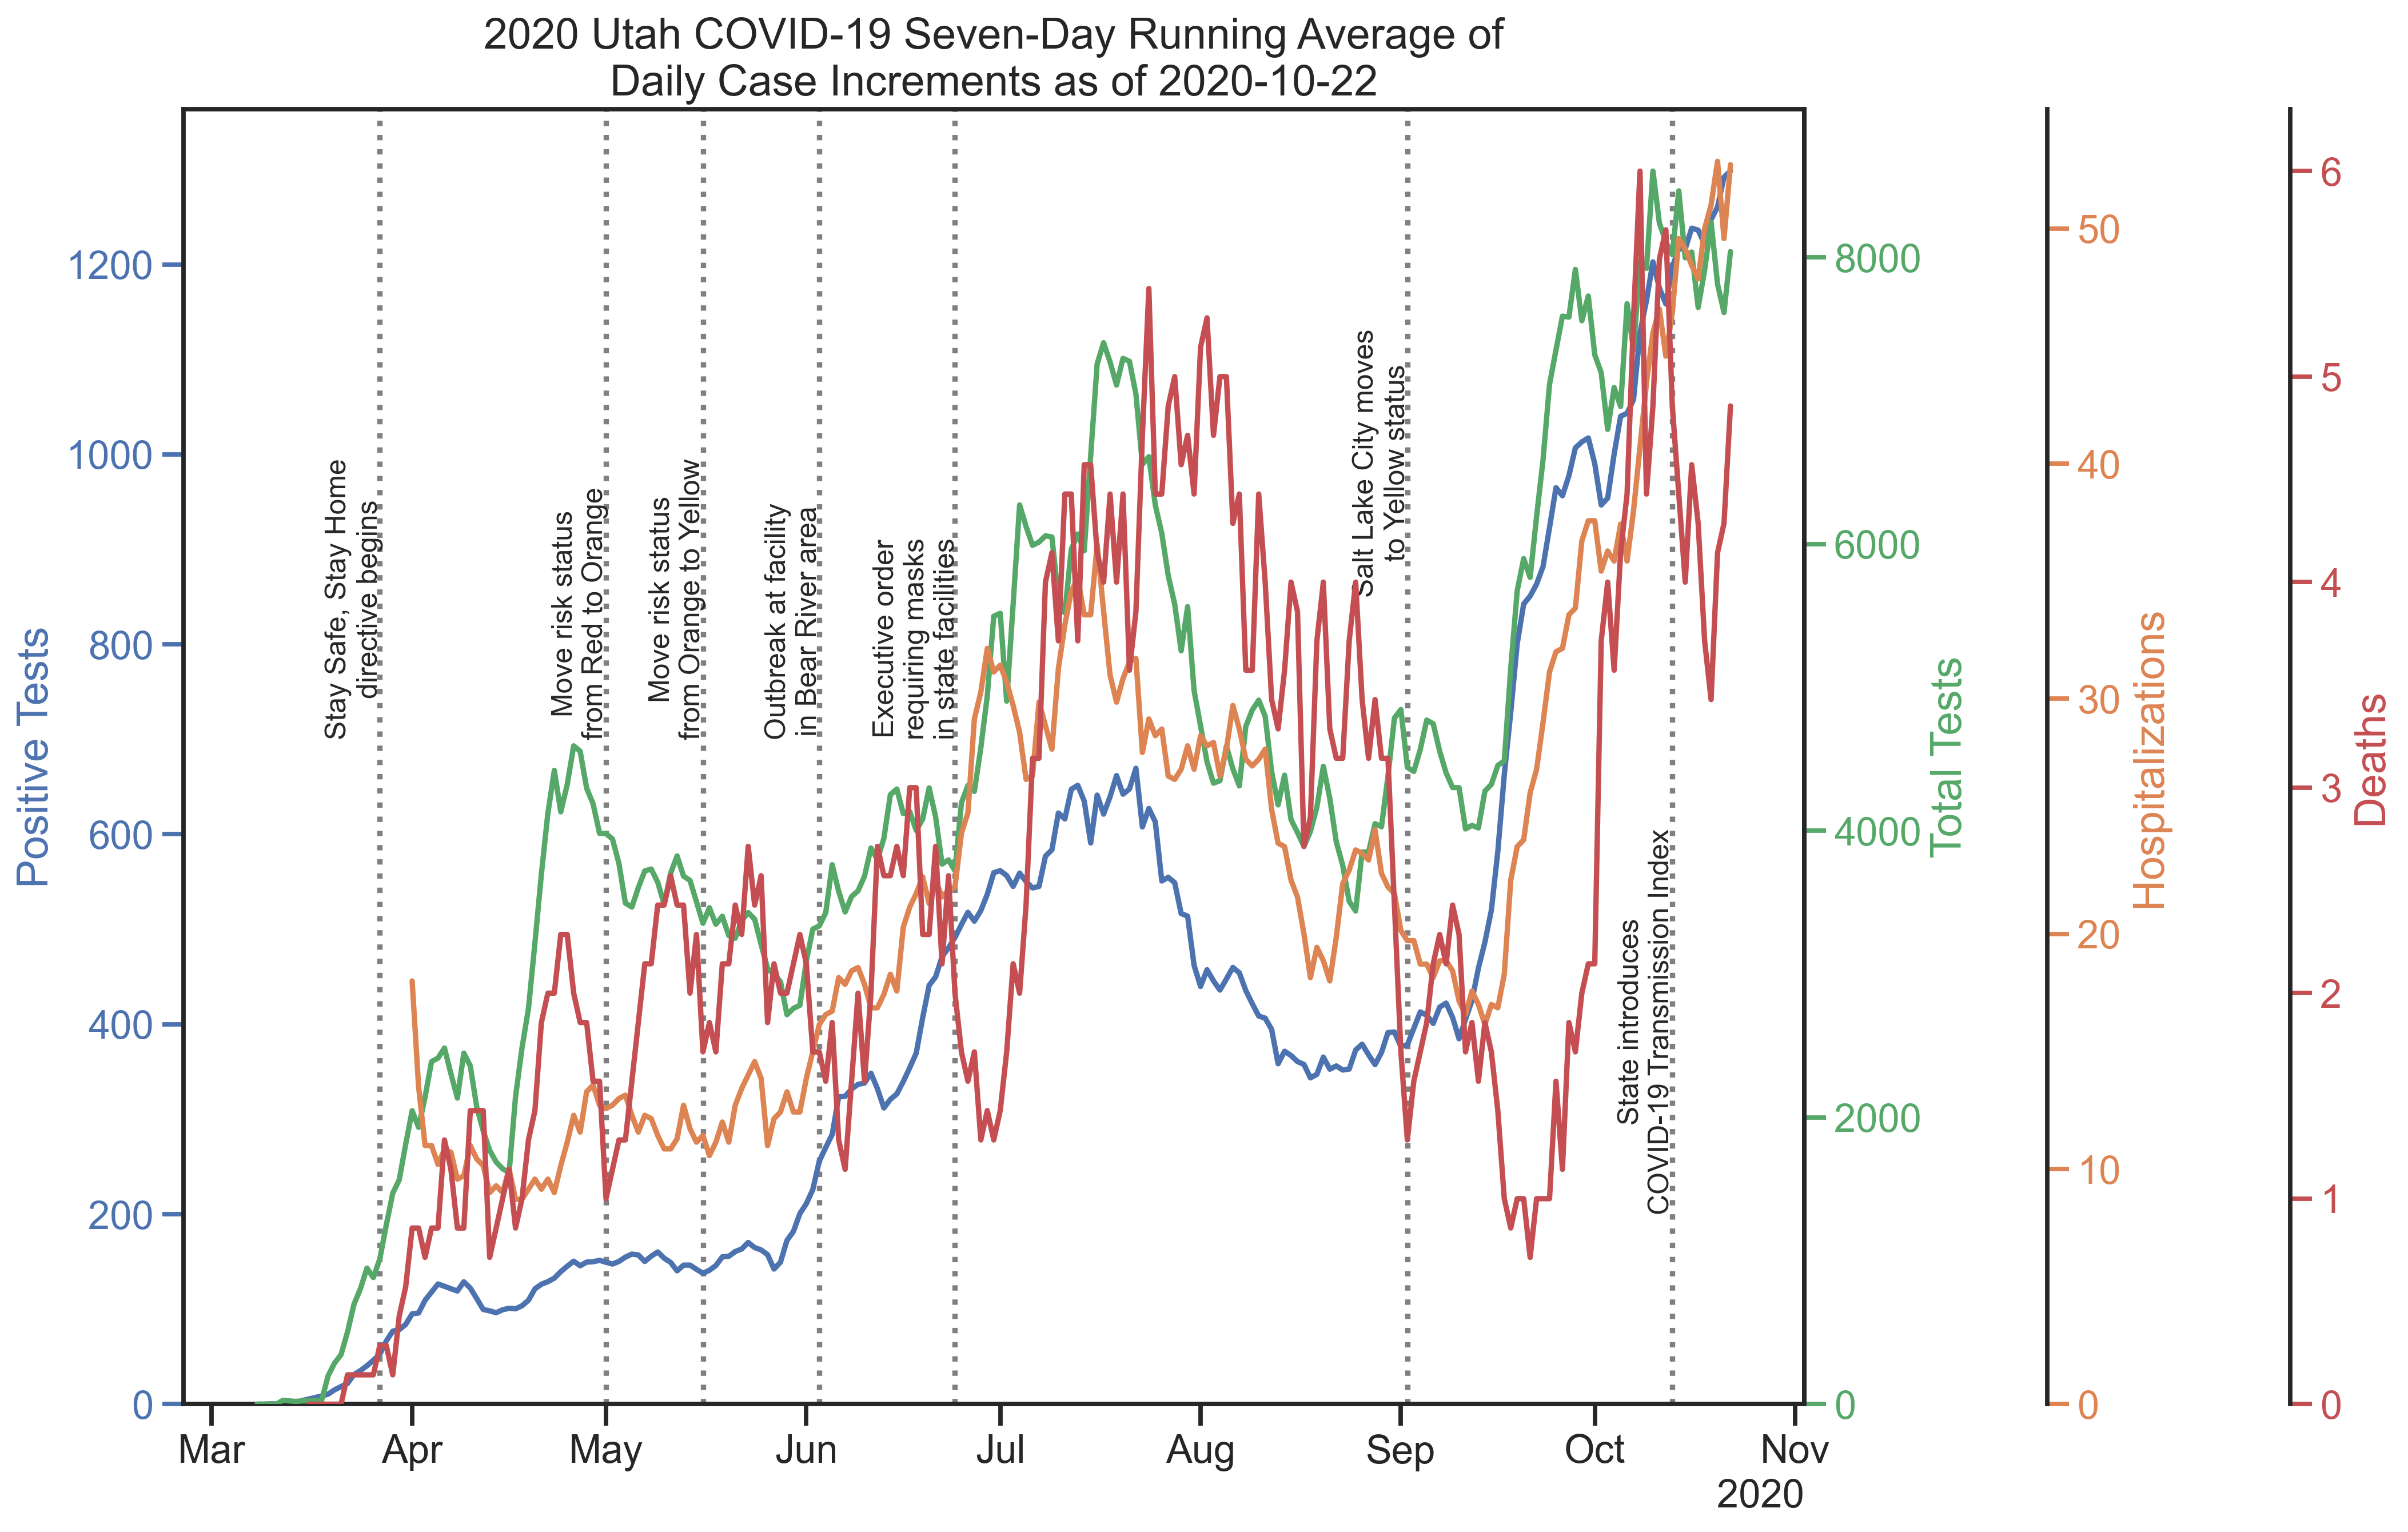 2020 Utah COVID-19 Seven-Day Running Average of
Daily Case Increments as of 2020-10-22
Positive Tests
1200
1000
800
600
400
200
0
Stay Safe, Stay Home
directive begins
Move risk status
from Red to Orange
Move risk status
from Orange to Yellow
Outbreak at facility
in Bear River area
Executive order
requiring masks
in state facilities
Salt Lake City moves
to Yellow status
State introduces
COVID-19 Transmission Index
Mar
Apr
May
Jun
Jul
Aug
Sep
Oct
Nov
2020
8000
6000
4000
2000
0
Total Tests
50
40
30
20
10
0
Hospitalizations
6
5
4
3
2
1
0
Deaths